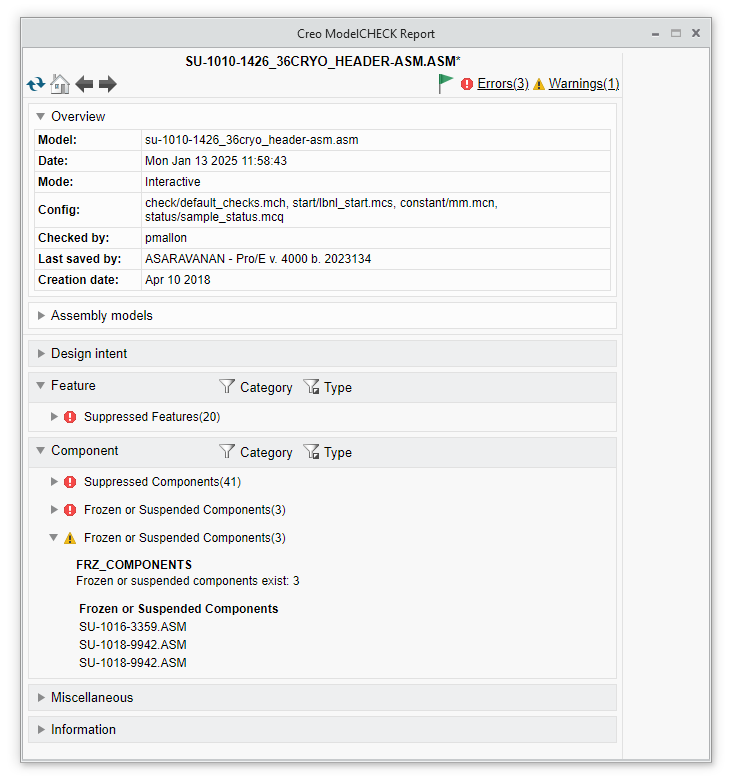 Creo ModelCHECK Report
SU-1010-1426_36CRYO_HEADER-ASM.ASM*
Errors(3) Warnings(1)
Overview
Model: su-1010-1426_36cryo_header-asm.asm
Date: Mon Jan 13 2025 11:58:43
Mode: Interactive
Config: check/default_checks.mch, start/lbnl_start.mcs, constant/mm.mcn,
status/sample_status.mcq
Checked by: pmallon
Last saved by: ASARAVANAN - Pro/E v. 4000 b. 2023134
Creation date: Apr 10 2018
Assembly models
Design intent
Feature Category Type
Suppressed Features(20)
Component Category Type
Suppressed Components(41)
Frozen or Suspended Components(3)
Frozen or Suspended Components(3)
FRZ_COMPONENTS
Frozen or suspended components exist: 3
Frozen or Suspended Components
SU-1016-3359.ASM
SU-1018-9942.ASM
SU-1018-9942.ASM
Miscellaneous
Information